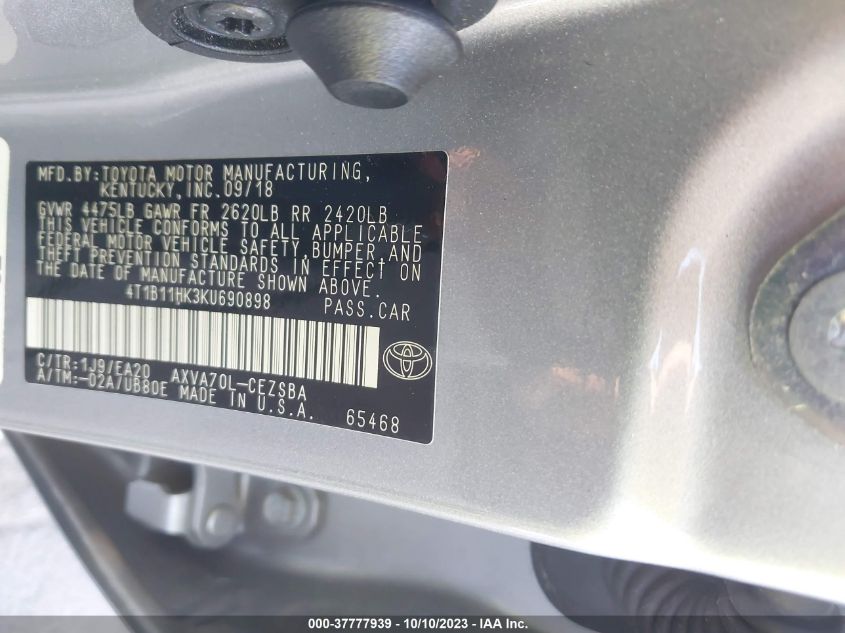 MFD.BY:TOYOTA MOTOR MANUFACTURING,
KENTUCKY,INC.09/18
GVWR 4475LB GAWR FR 2620LB RR 2420LB
THIS VEHICLE CONFORMS TO ALL APPLICABLE
FEDERAL MOTOR VEHICLE SAFETY,BUMPER,AND
THEFT PREVENTION STANDARDS IN EFFECT ON
THE DATE OF MANUFACTURE SHOWN ABOVE.
4T1B11HK3KU690898 PASS.CAR
C/TR:1J9/EA20 AXVA70L-CEZSBA
A/TM:-02A/UB80E MADE IN U.S.A.
65468
000-37777939 - 10/10/2023 - © IAA Inc.